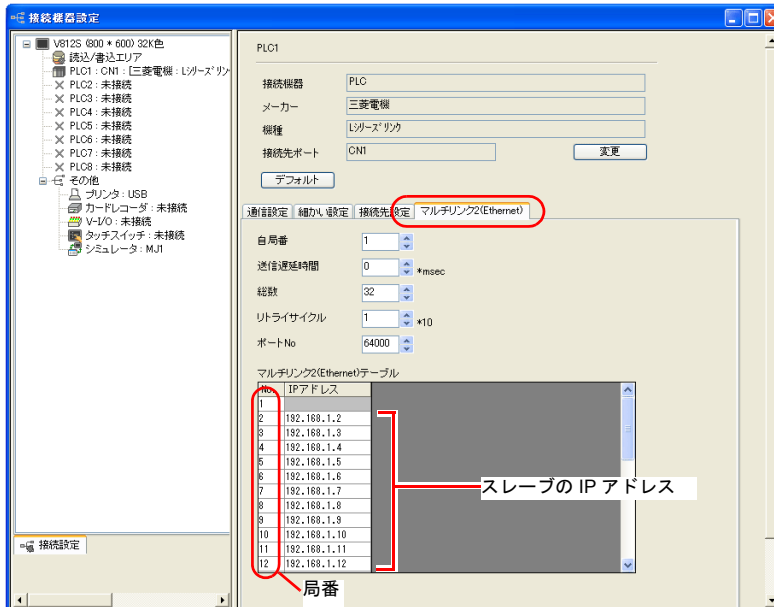 接続機器設定
V812S (800 * 600) 32K色
読込/書込エリア
PLC1 : CN1 : [三菱電機 : Lシリーズ リン
PLC2 : 未接続
PLC3 : 未接続
PLC4 : 未接続
PLC5 : 未接続
PLC6 : 未接続
PLC7 : 未接続
PLC8 : 未接続
その他
プリンタ : USB
カードレコーダ : 未接続
V-I/O : 未接続
タッチスイッチ : 未接続
シミュレータ : MJ1
接続設定
PLC1
接続機器 PLC
メーカー 三菱電機
機種 Lシリーズ リンク
接続先ポート CN1 変更
デフォルト
通信設定 細かい設定 接続先設定 マルチリンク2(Ethernet)
自局番 1
送信遅延時間 0 *msec
総数 32
リトライサイクル 1 *10
ポートNo 64000
マルチリンク2(Ethernet)テーブル
No. IPアドレス
1
2 192.168.1.2
3 192.168.1.3
4 192.168.1.4
5 192.168.1.5
6 192.168.1.6
7 192.168.1.7
8 192.168.1.8
9 192.168.1.9
10 192.168.1.10
11 192.168.1.11
12 192.168.1.12
スレーブの IP アドレス
局番